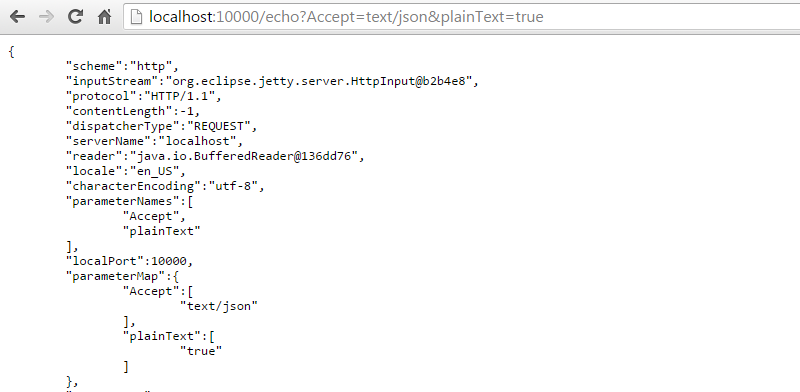 localhost:10000/echo?Accept=text/json&plainText=true
{
"scheme":"http",
"inputStream":"org.eclipse.jetty.server.HttpInput@b2b4e8",
"protocol":"HTTP/1.1",
"contentLength":-1,
"dispatcherType":"REQUEST",
"serverName":"localhost",
"reader":"java.io.BufferedReader@136dd76",
"locale":"en_US",
"characterEncoding":"utf-8",
"parameterNames":[
"Accept",
"plainText"
],
"localPort":10000,
"parameterMap":{
"Accept":[
"text/json"
],
"plainText":[
"true"
]
},